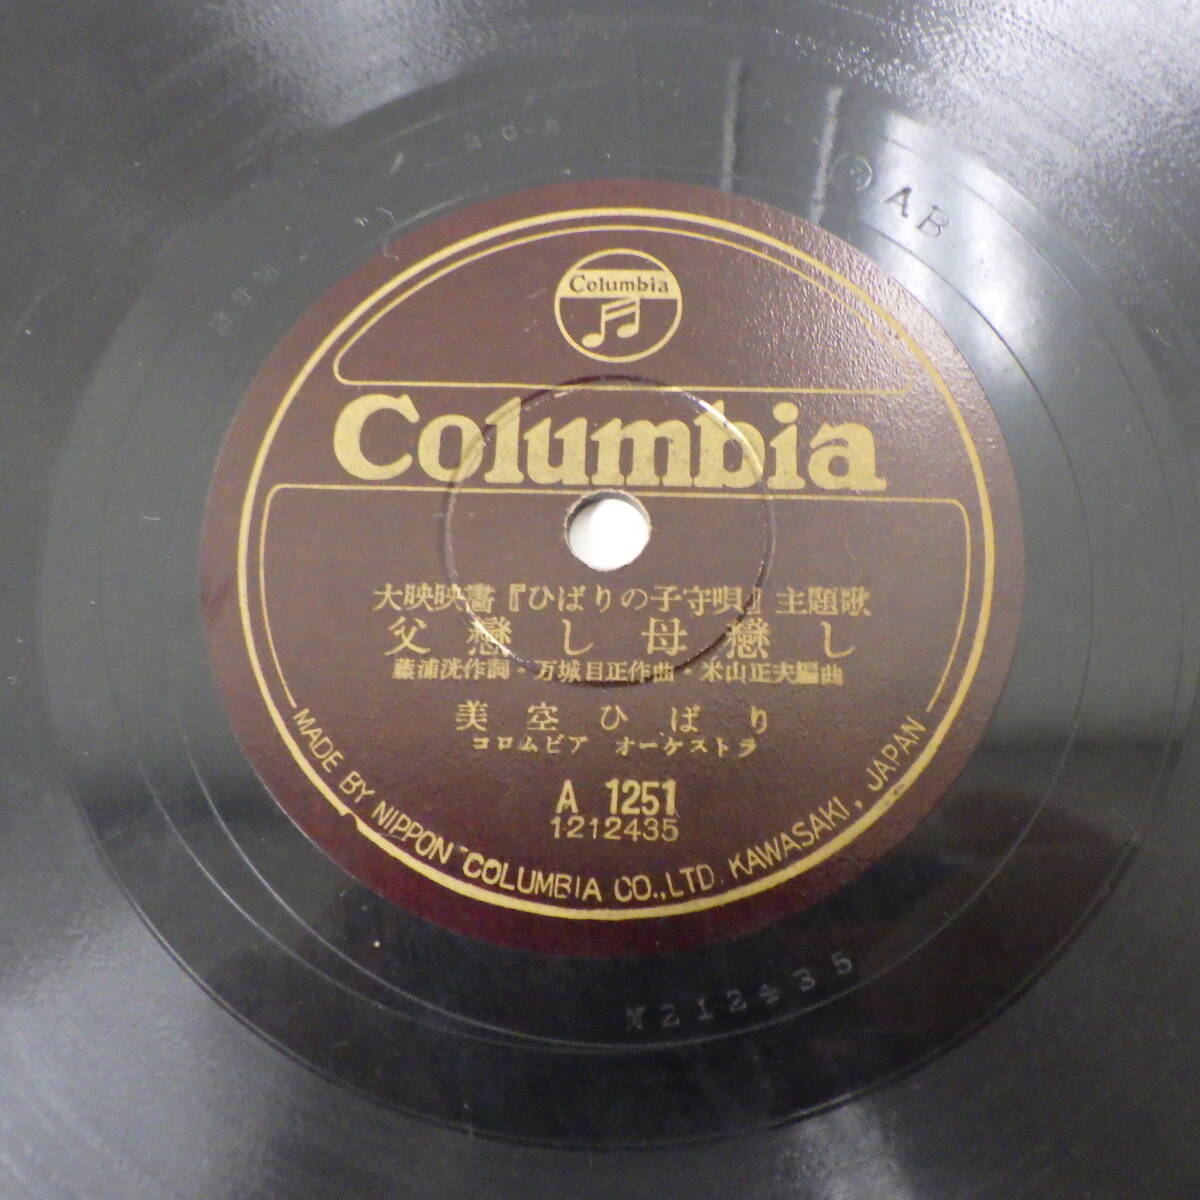 AB
Columbia
Columbia
大映映畵『ひばりの子守唄』主題歌
父戀し母戀し
藤浦洸作詞・万城目正作曲・米山正夫編曲
美空ひばり
コロムビア オーケストラ
A 1251
1212435
MADE BY NIPPON COLUMBIA CO.,LTD. KAWASAKI, JAPAN
M212435